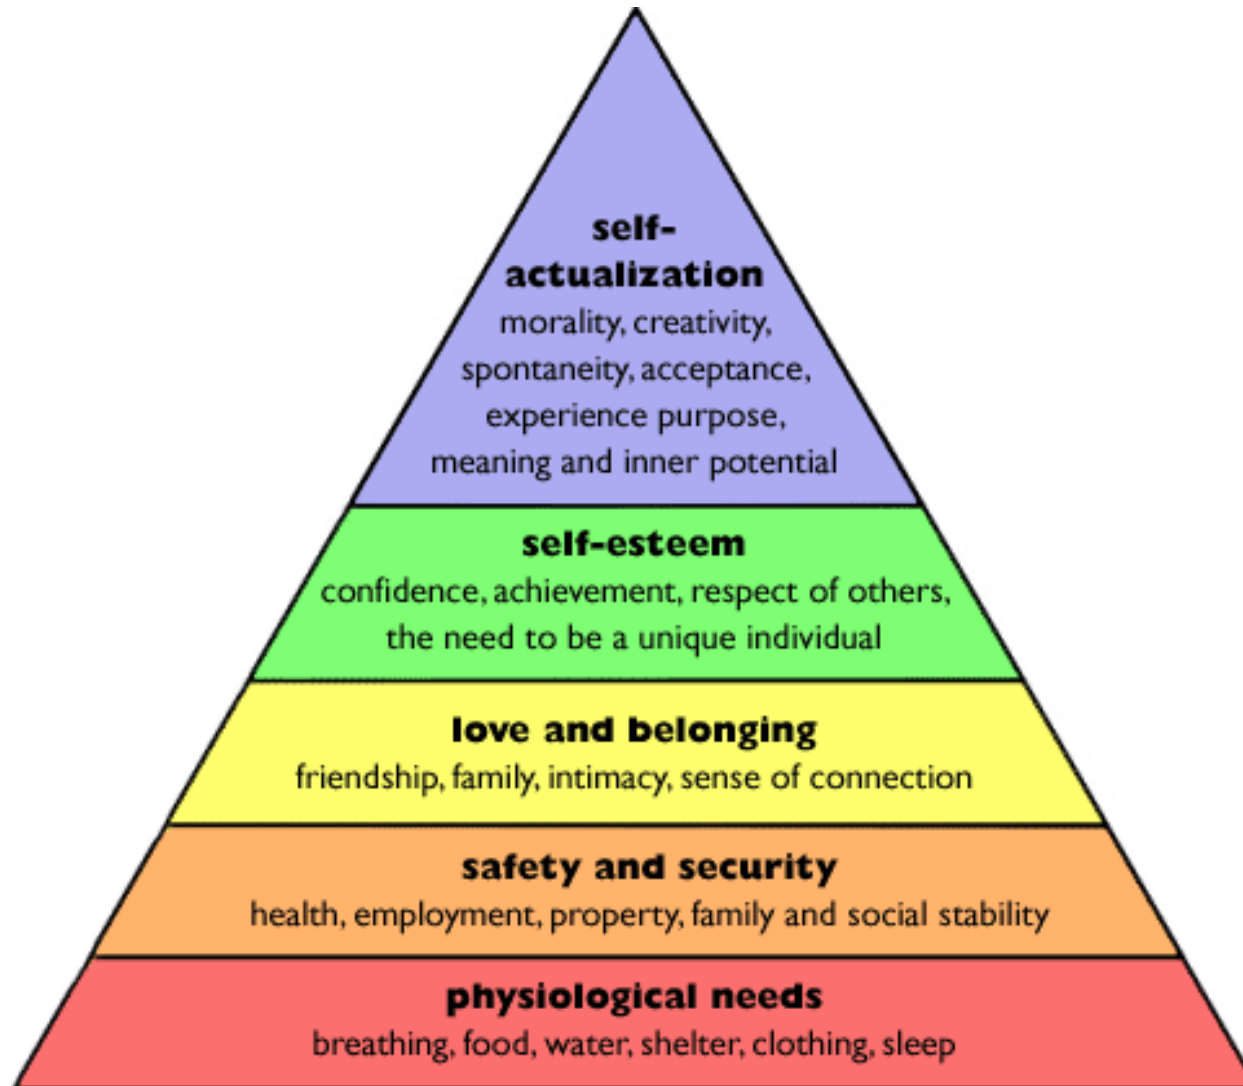 self-
actualization
morality, creativity,
spontaneity, acceptance,
experience purpose,
meaning and inner potential
self-esteem
confidence, achievement, respect of others,
the need to be a unique individual
love and belonging
friendship, family, intimacy, sense of connection
safety and security
health, employment, property, family and social stability
physiological needs
breathing, food, water, shelter, clothing, sleep